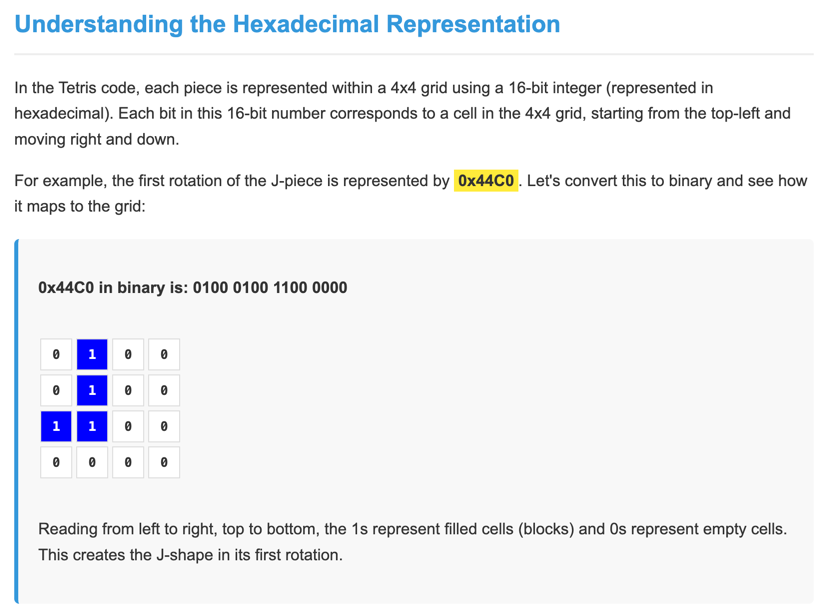 Understanding the Hexadecimal Representation
In the Tetris code, each piece is represented within a 4x4 grid using a 16-bit integer (represented in
hexadecimal). Each bit in this 16-bit number corresponds to a cell in the 4x4 grid, starting from the top-left and
moving right and down.
For example, the first rotation of the J-piece is represented by 0x44C0. Let's convert this to binary and see how
it maps to the grid:
0x44C0 in binary is: 0100 0100 1100 0000
0 1 0 0
0 1 0 0
1 1 0 0
0 0 0 0
Reading from left to right, top to bottom, the 1s represent filled cells (blocks) and 0s represent empty cells.
This creates the J-shape in its first rotation.